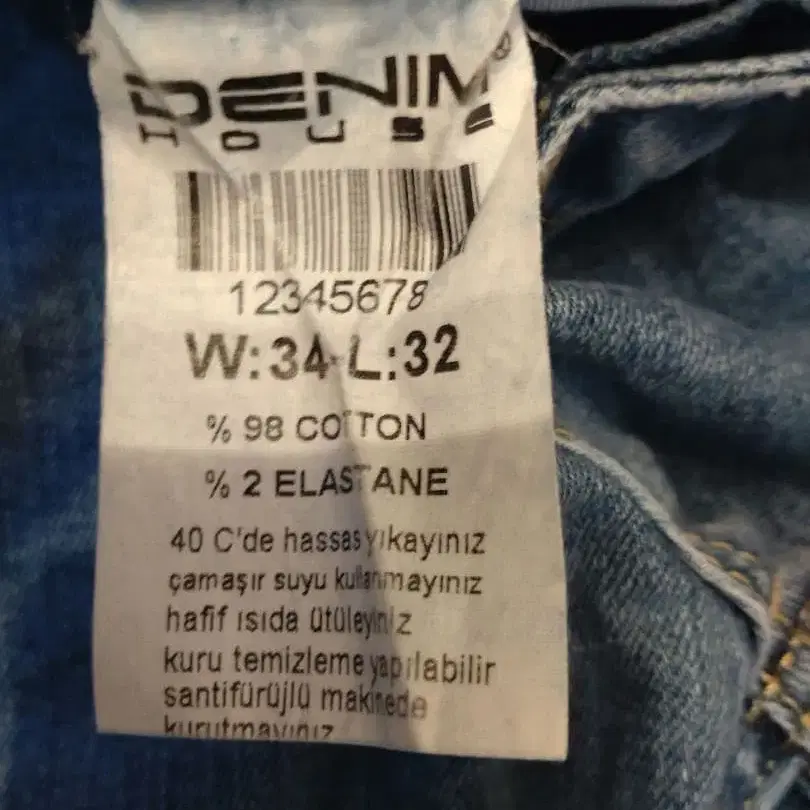 DENIM®
HOUSE
12345678
W:34 L:32
% 98 COTTON
% 2 ELASTANE
40 C'de hassas yıkayınız
çamaşır suyu kullanmayınız
hafif ısıda ütüleyiniz
kuru temizleme yapılabilir
santifürüjlü makinede
kurutmayınız